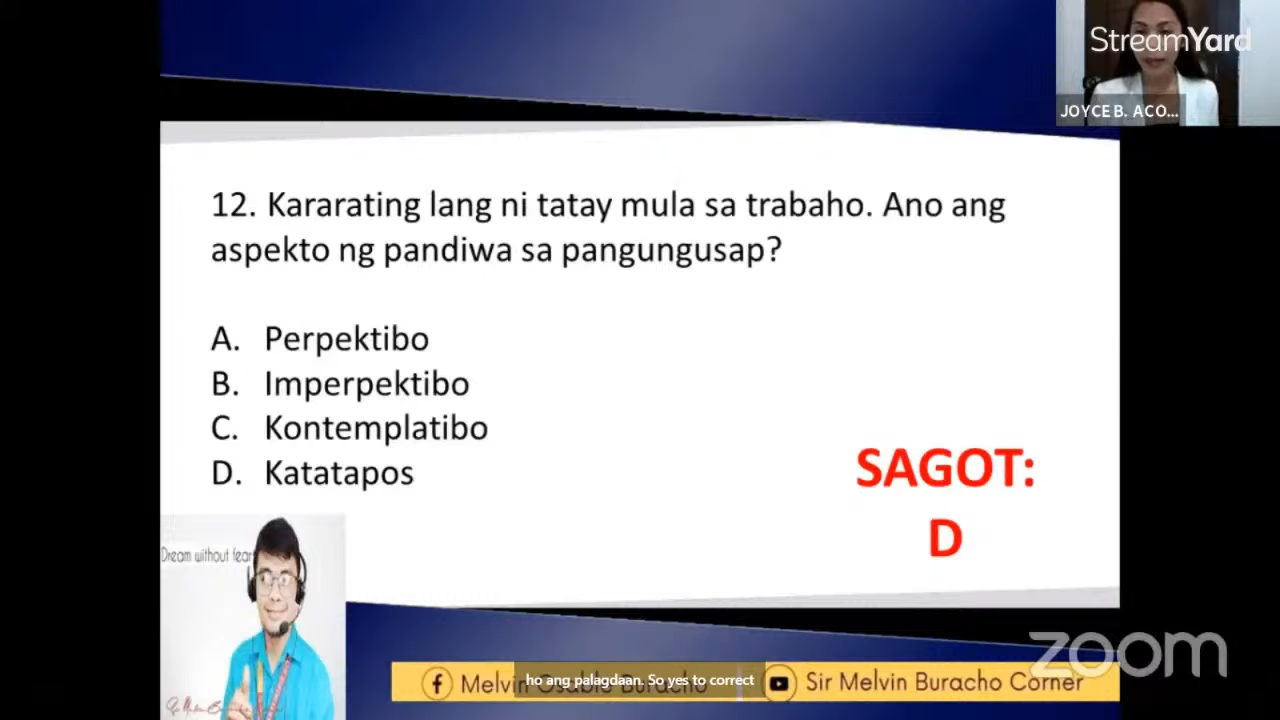 StreamYard
JOYCE B. ACO...
12. Kararating lang ni tatay mula sa trabaho. Ano ang
aspekto ng pandiwa sa pangungusap?
A. Perpektibo
B. Imperpektibo
C. Kontemplatibo
D. Katatapos
SAGOT:
D
Dream without fear
zoom
ho ang palagdaan. So yes to correct
Melvin Buracho
Sir Melvin Buracho Corner